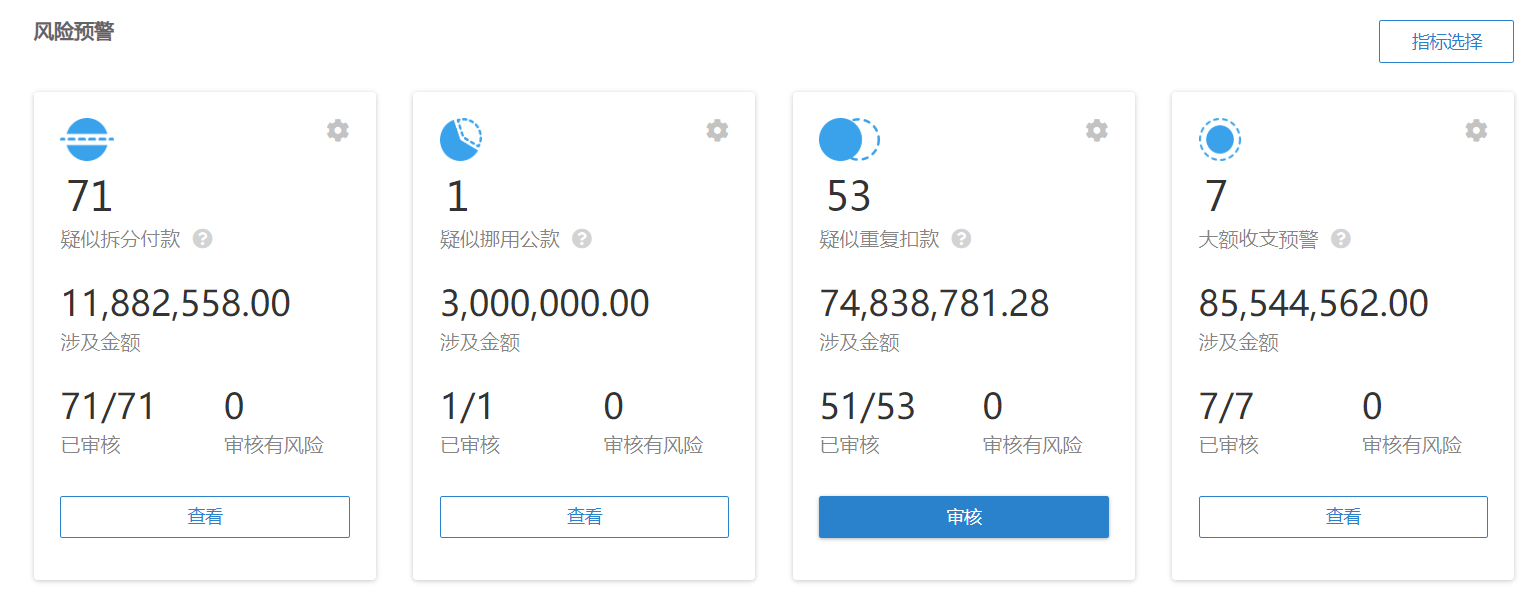 风险预警
指标选择
71
疑似拆分付款 ?
11,882,558.00
涉及金额
71/71 0
已审核 审核有风险
查看
1
疑似挪用公款 ?
3,000,000.00
涉及金额
1/1 0
已审核 审核有风险
查看
53
疑似重复扣款 ?
74,838,781.28
涉及金额
51/53 0
已审核 审核有风险
审核
7
大额收支预警 ?
85,544,562.00
涉及金额
7/7 0
已审核 审核有风险
查看